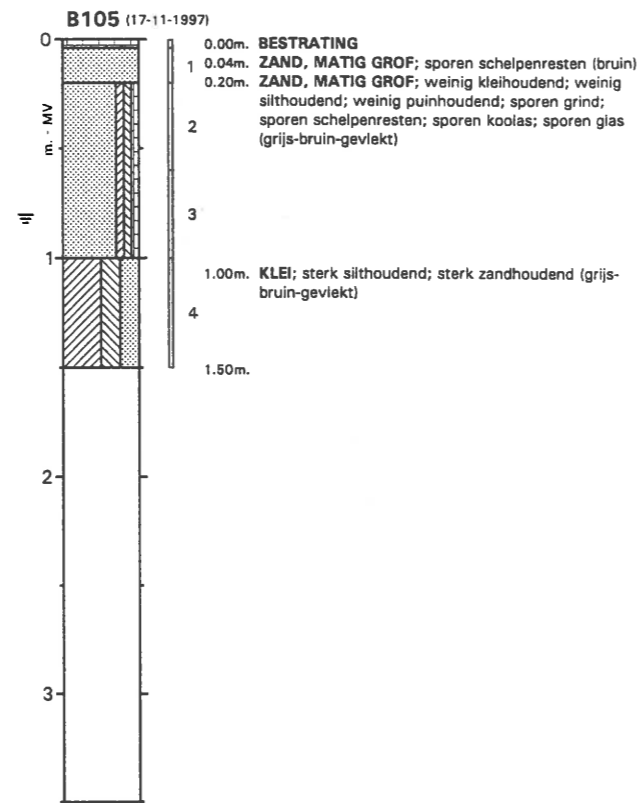 B105 (17-11-1997)
0
0.00m. BESTRATING
1 0.04m. ZAND, MATIG GROF; sporen schelpenresten (bruin)
0.20m. ZAND, MATIG GROF; weinig kleihoudend; weinig
silthoudend; weinig puinhoudend; sporen grind;
2
sporen schelpenresten; sporen koolas; sporen glas
(grijs-bruin-gevlekt)
m. - MV
3
1
1.00m. KLEI; sterk silthoudend; sterk zandhoudend (grijs-
bruin-gevlekt)
4
1.50m.
2
3